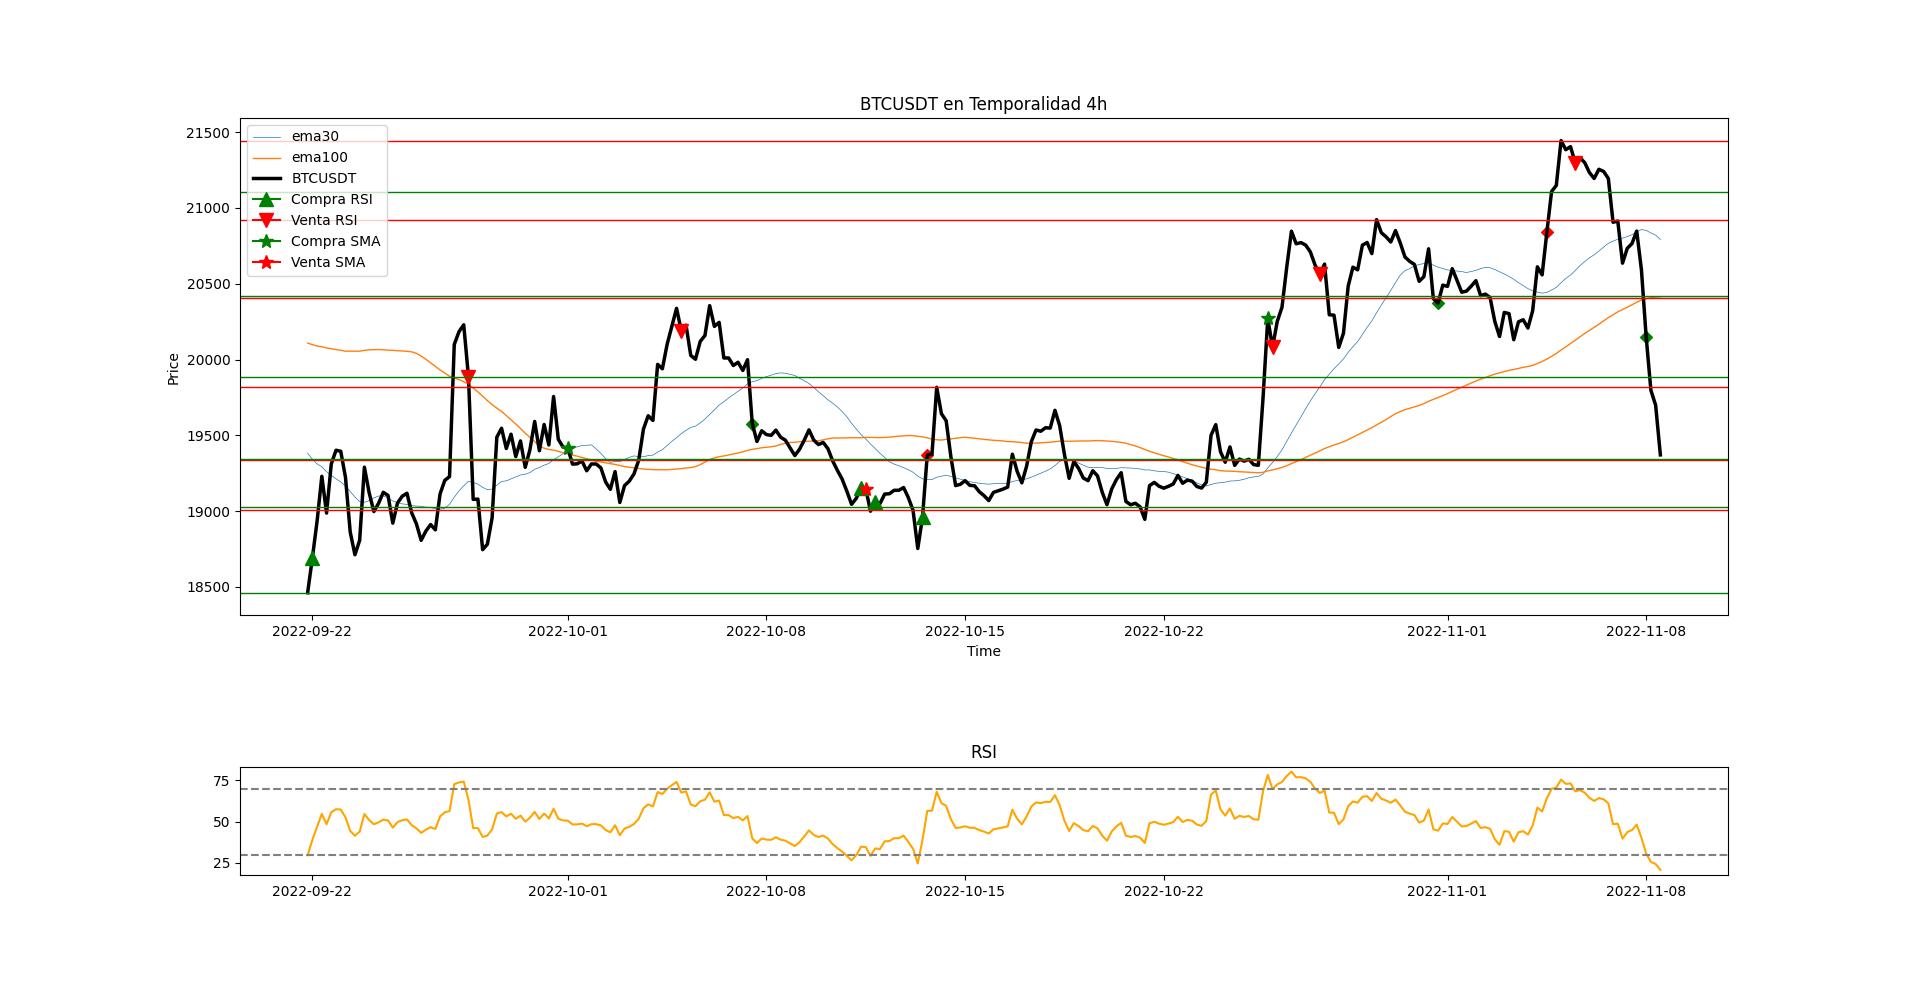 BTCUSDT en Temporalidad 4h
ema30
ema100
BTCUSDT
Compra RSI
Venta RSI
Compra SMA
Venta SMA
21500
21000
20500
20000
19500
19000
18500
Price
2022-09-22 2022-10-01 2022-10-08 2022-10-15 2022-10-22 2022-11-01 2022-11-08
Time
RSI
75
50
25
2022-09-22 2022-10-01 2022-10-08 2022-10-15 2022-10-22 2022-11-01 2022-11-08